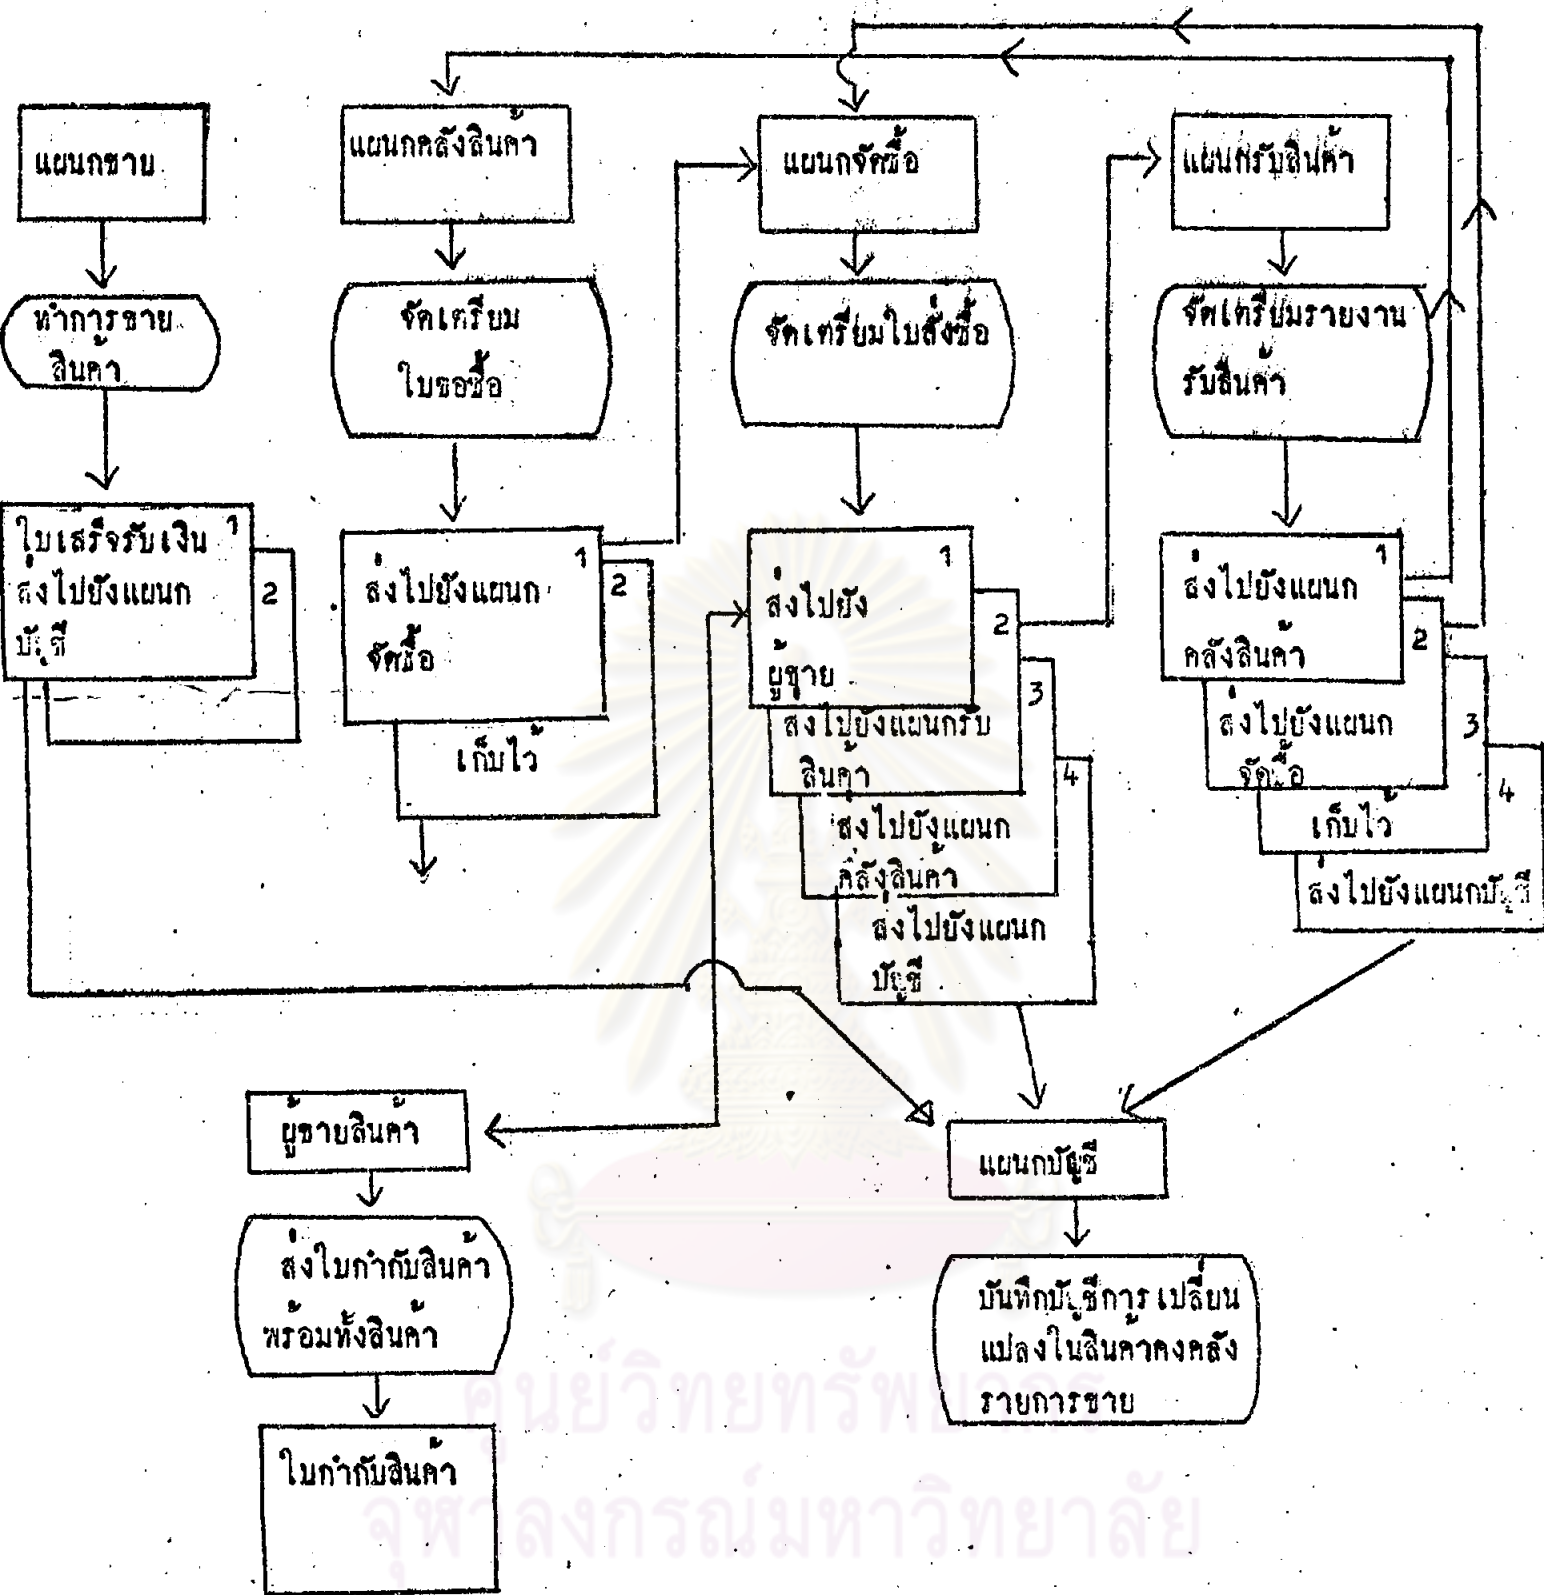 แผนกขาย
ทำการขาย
สินค้า
ใบเสร็จรับเงิน 1
ส่งไปยังแผนก
บัญชี
2
แผนกคลังสินค้า
จัดเตรียม
ใบขอซื้อ
1
ส่งไปยังแผนก
จัดซื้อ
2
เก็บไว้
แผนกจัดซื้อ
จัดเตรียมใบสั่งซื้อ
1
ส่งไปยัง
ผู้ขาย
2
ส่งไปยังแผนกรับ
สินค้า
3
ส่งไปยังแผนก
คลังสินค้า
4
ส่งไปยังแผนก
บัญชี
แผนกรับสินค้า
จัดเตรียมรายงาน
รับสินค้า
1
ส่งไปยังแผนก
คลังสินค้า
2
ส่งไปยังแผนก
จัดซื้อ
3
เก็บไว้
4
ส่งไปยังแผนกบัญชี
ผู้ขายสินค้า
ส่งใบกำกับสินค้า
พร้อมทั้งสินค้า
ใบกำกับสินค้า
แผนกบัญชี
บันทึกบัญชีการเปลี่ยน
แปลงในสินค้าคงคลัง
รายการขาย
ศูนย์วิทยทรัพยากร
จุฬาลงกรณ์มหาวิทยาลัย